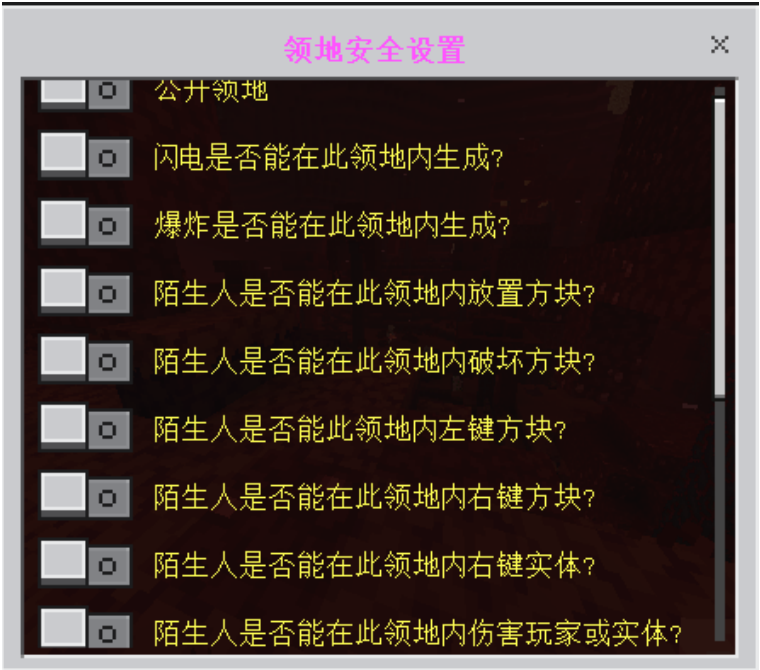 领地安全设置
公开领地
闪电是否能在此领地内生成?
爆炸是否能在此领地内生成?
陌生人是否能在此领地内放置方块?
陌生人是否能在此领地内破坏方块?
陌生人是否能此领地内左键方块?
陌生人是否能在此领地内右键方块?
陌生人是否能在此领地内右键实体?
陌生人是否能在此领地内伤害玩家或实体?